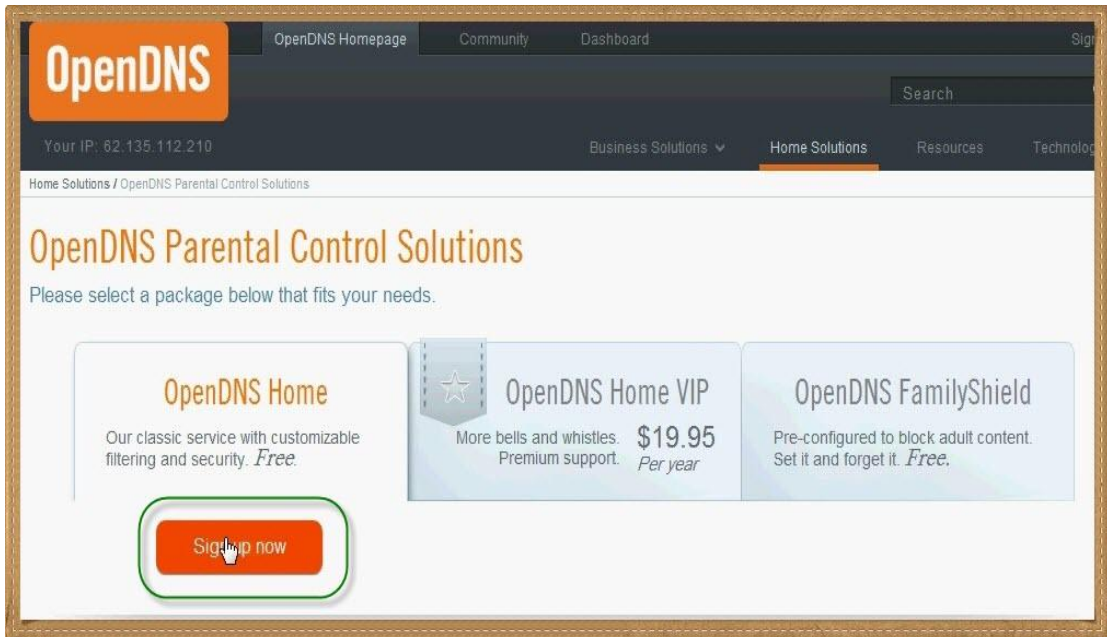 OpenDNS
OpenDNS Homepage Community Dashboard
Search
Your IP: 62.135.112.210
Business Solutions Home Solutions Resources
Home Solutions / OpenDNS Parental Control Solutions
OpenDNS Parental Control Solutions
Please select a package below that fits your needs.
OpenDNS Home
Our classic service with customizable
filtering and security. Free.
OpenDNS Home VIP
More bells and whistles.
Premium support.
$19.95
Per year
OpenDNS FamilyShield
Pre-configured to block adult content.
Set it and forget it. Free.
Sign up now